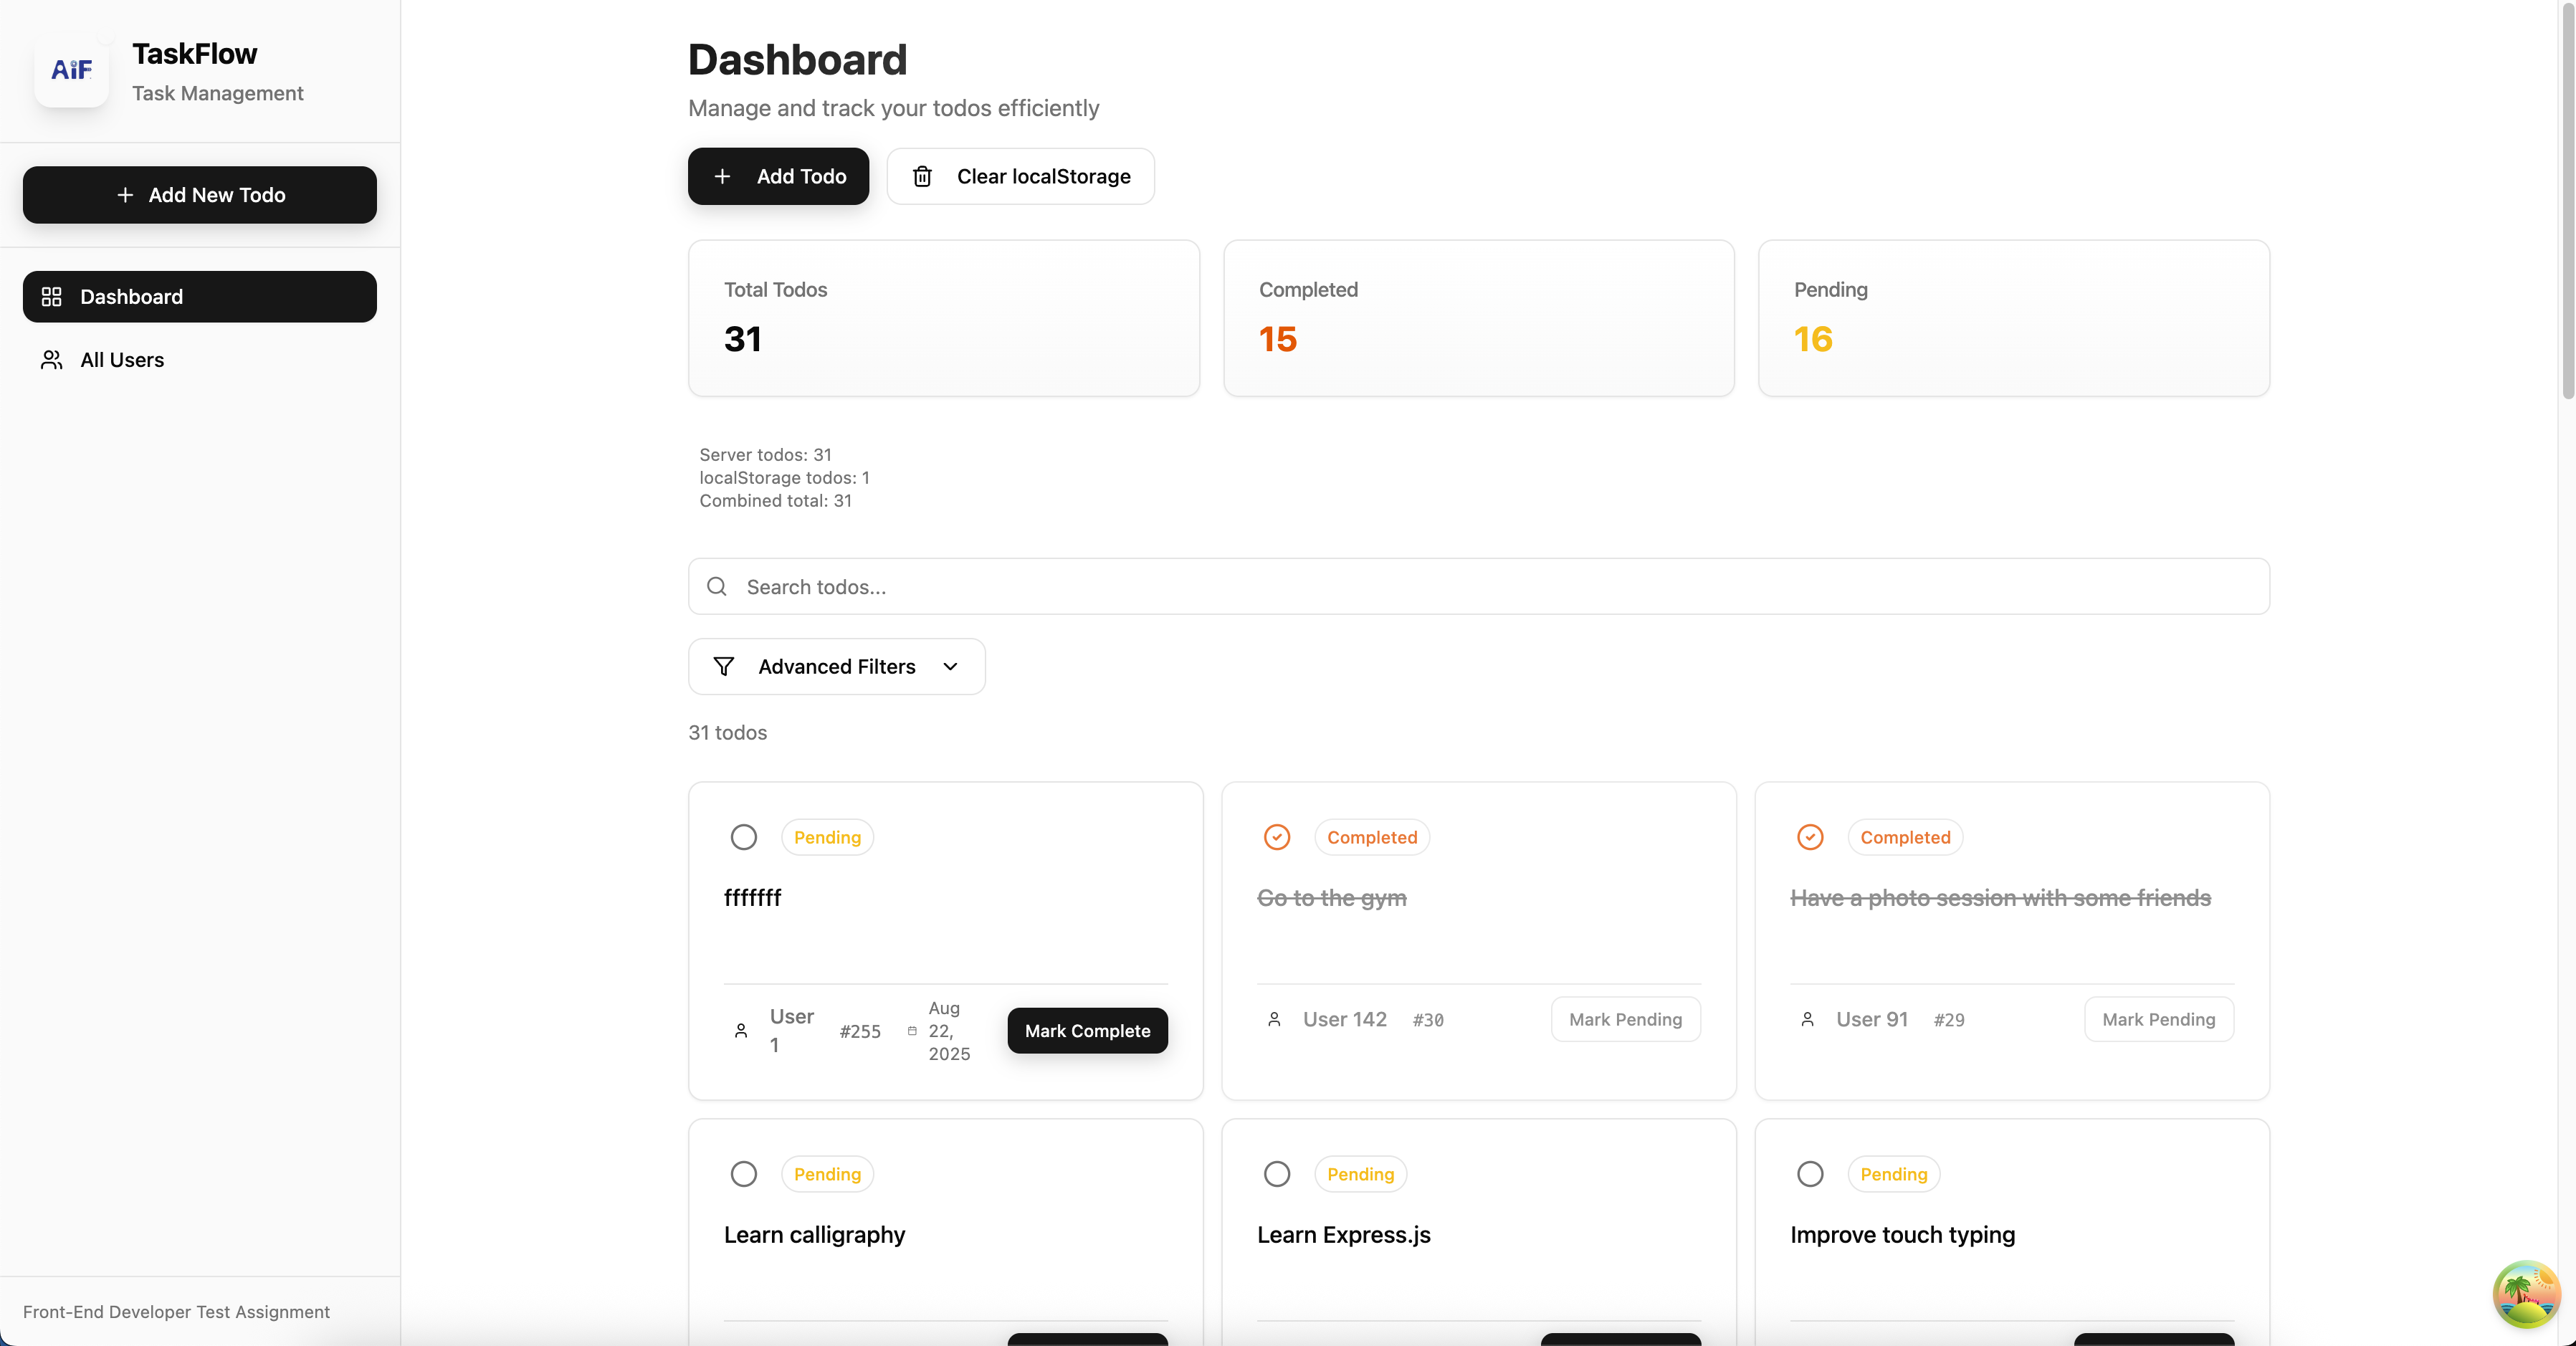 AiF
TaskFlow
Task Management
Add New Todo
Dashboard
All Users
Front-End Developer Test Assignment
Dashboard
Manage and track your todos efficiently
Add Todo
Clear localStorage
Total Todos
31
Completed
15
Pending
16
Server todos: 31
localStorage todos: 1
Combined total: 31
Search todos...
Advanced Filters
31 todos
Pending
fffffff
User
1
#255
Aug
22,
2025
Mark Complete
Completed
Go to the gym
User 142
#30
Mark Pending
Completed
Have a photo session with some friends
User 91
#29
Mark Pending
Pending
Learn calligraphy
Pending
Learn Express.js
Pending
Improve touch typing